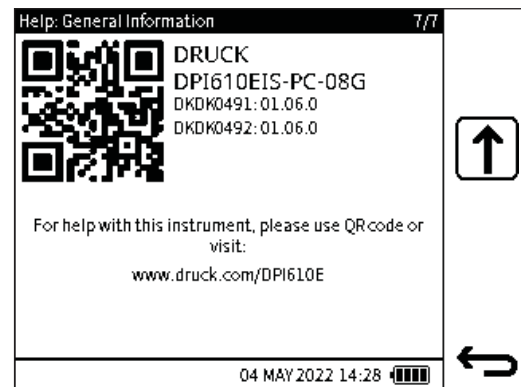 Help: General Information 7/7
DRUCK
DPI610EIS-PC-08G
DKDK0491: 01.06.0
DKDK0492: 01.06.0
For help with this instrument, please use QR code or
visit:
www.druck.com/DPI610E
04 MAY 2022 14:28